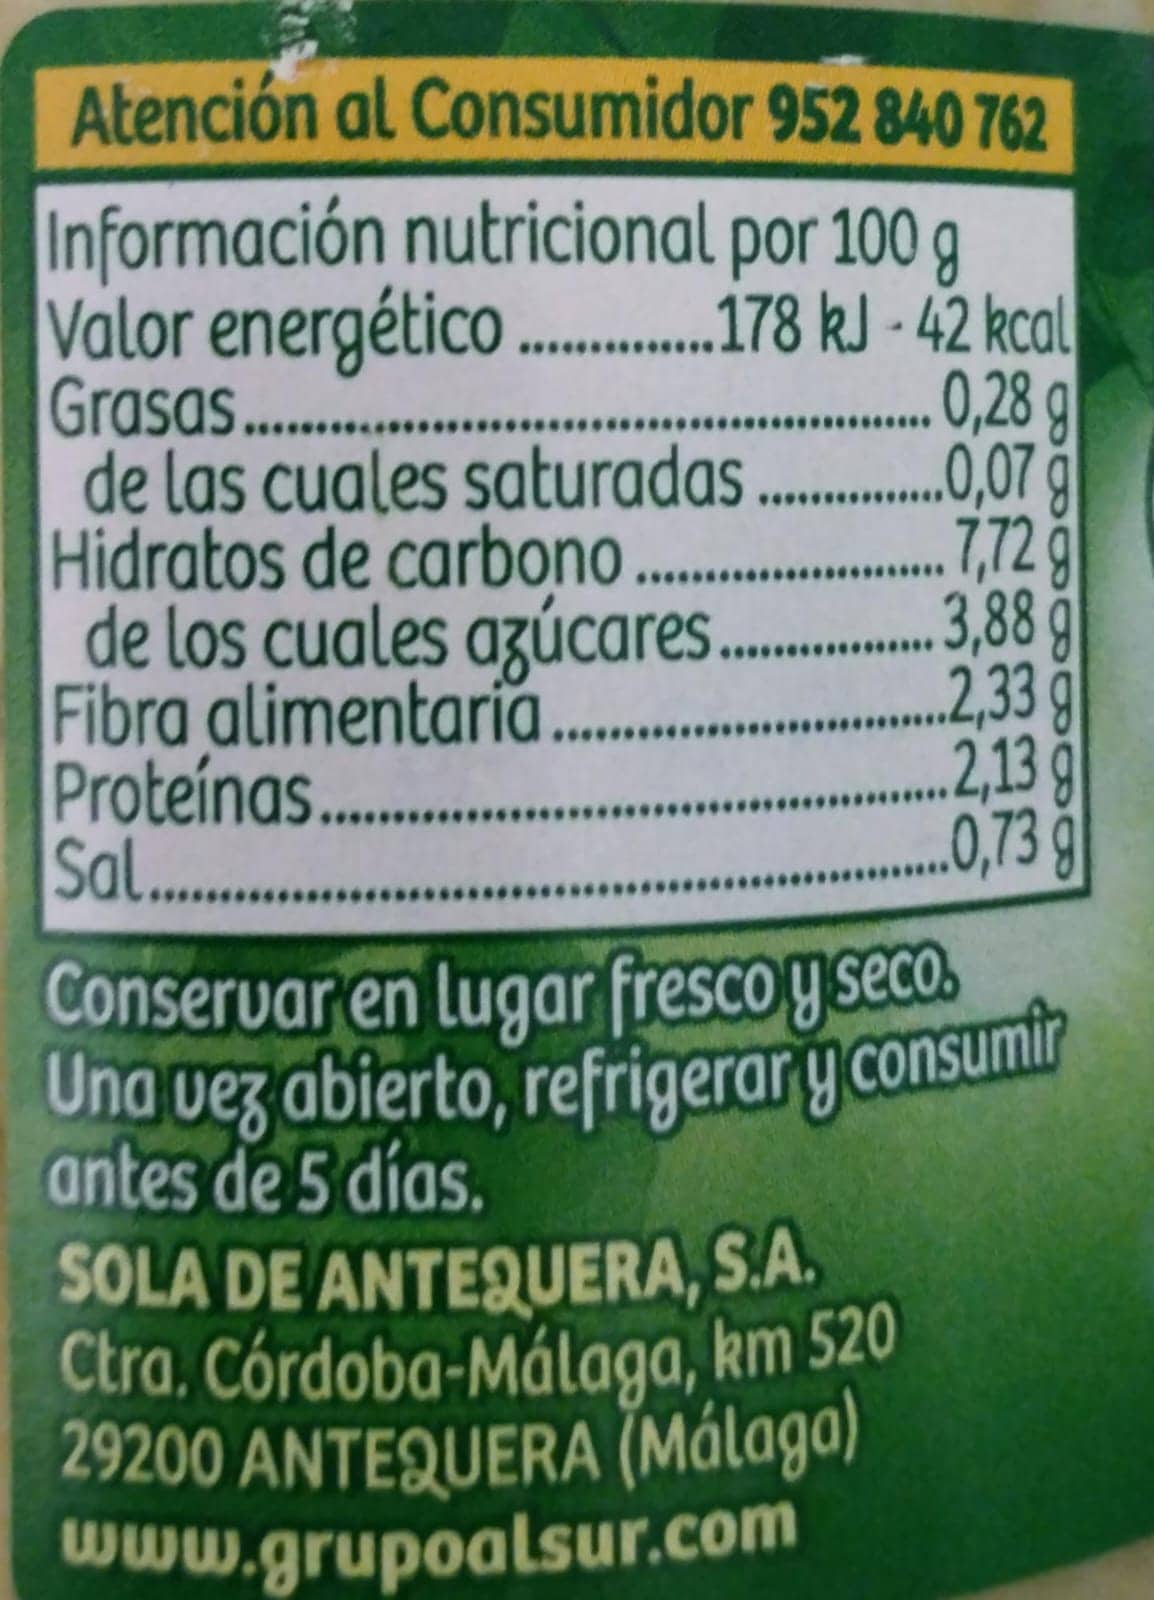 Atención al Consumidor 952 840 762
Información nutricional por 100 g
Valor energético ...............178 kJ - 42 kcal
Grasas................................................. 0,28 g
de las cuales saturadas ...............0,07 g
Hidratos de carbono ...................... 7,72 g
de los cuales azúcares................ 3,88 g
Fibra alimentaria............................2,33 g
Proteínas.............................................2,13 g
Sal.........................................................0,73 g
Conservar en lugar fresco y seco.
Una vez abierto, refrigerar y consumir
antes de 5 días.
SOLA DE ANTEQUERA, S.A.
Ctra. Córdoba-Málaga, km 520
29200 ANTEQUERA (Málaga)
www.grupoalsur.com